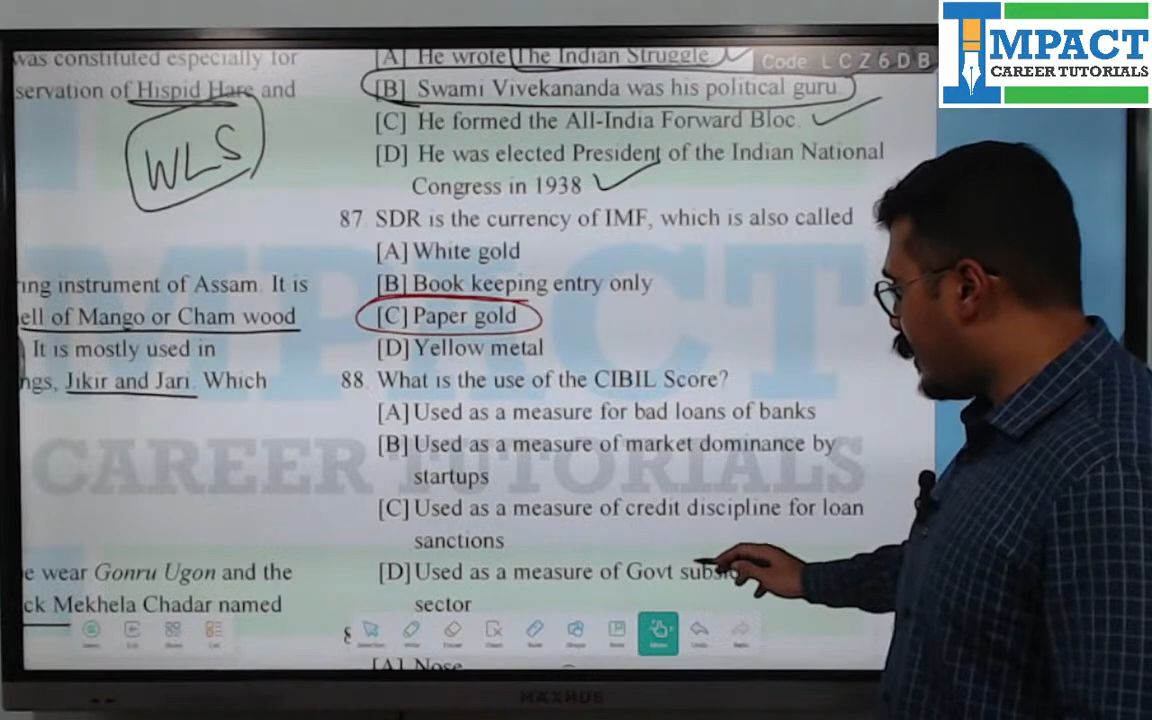 IMPACT
CAREER TUTORIALS
Code L C Z 6 D B
was constituted especially for
servation of Hispid Hare and
WLS
ing instrument of Assam. It is
ell of Mango or Cham wood
It is mostly used in
ngs, Jikir and Jari. Which
e wear Gonru Ugon and the
ck Mekhela Chadar named
[A] He wrote The Indian Struggle
[B] Swami Vivekananda was his political guru
[C] He formed the All-India Forward Bloc.
[D] He was elected President of the Indian National
Congress in 1938
87. SDR is the currency of IMF, which is also called
[A] White gold
[B] Book keeping entry only
[C] Paper gold
[D] Yellow metal
88. What is the use of the CIBIL Score?
[A] Used as a measure for bad loans of banks
[B] Used as a measure of market dominance by
startups
[C] Used as a measure of credit discipline for loan
sanctions
[D] Used as a measure of Govt
sector
8
[A] Nose
IMPACT
CAREER TUTORIALS
MAXHUB